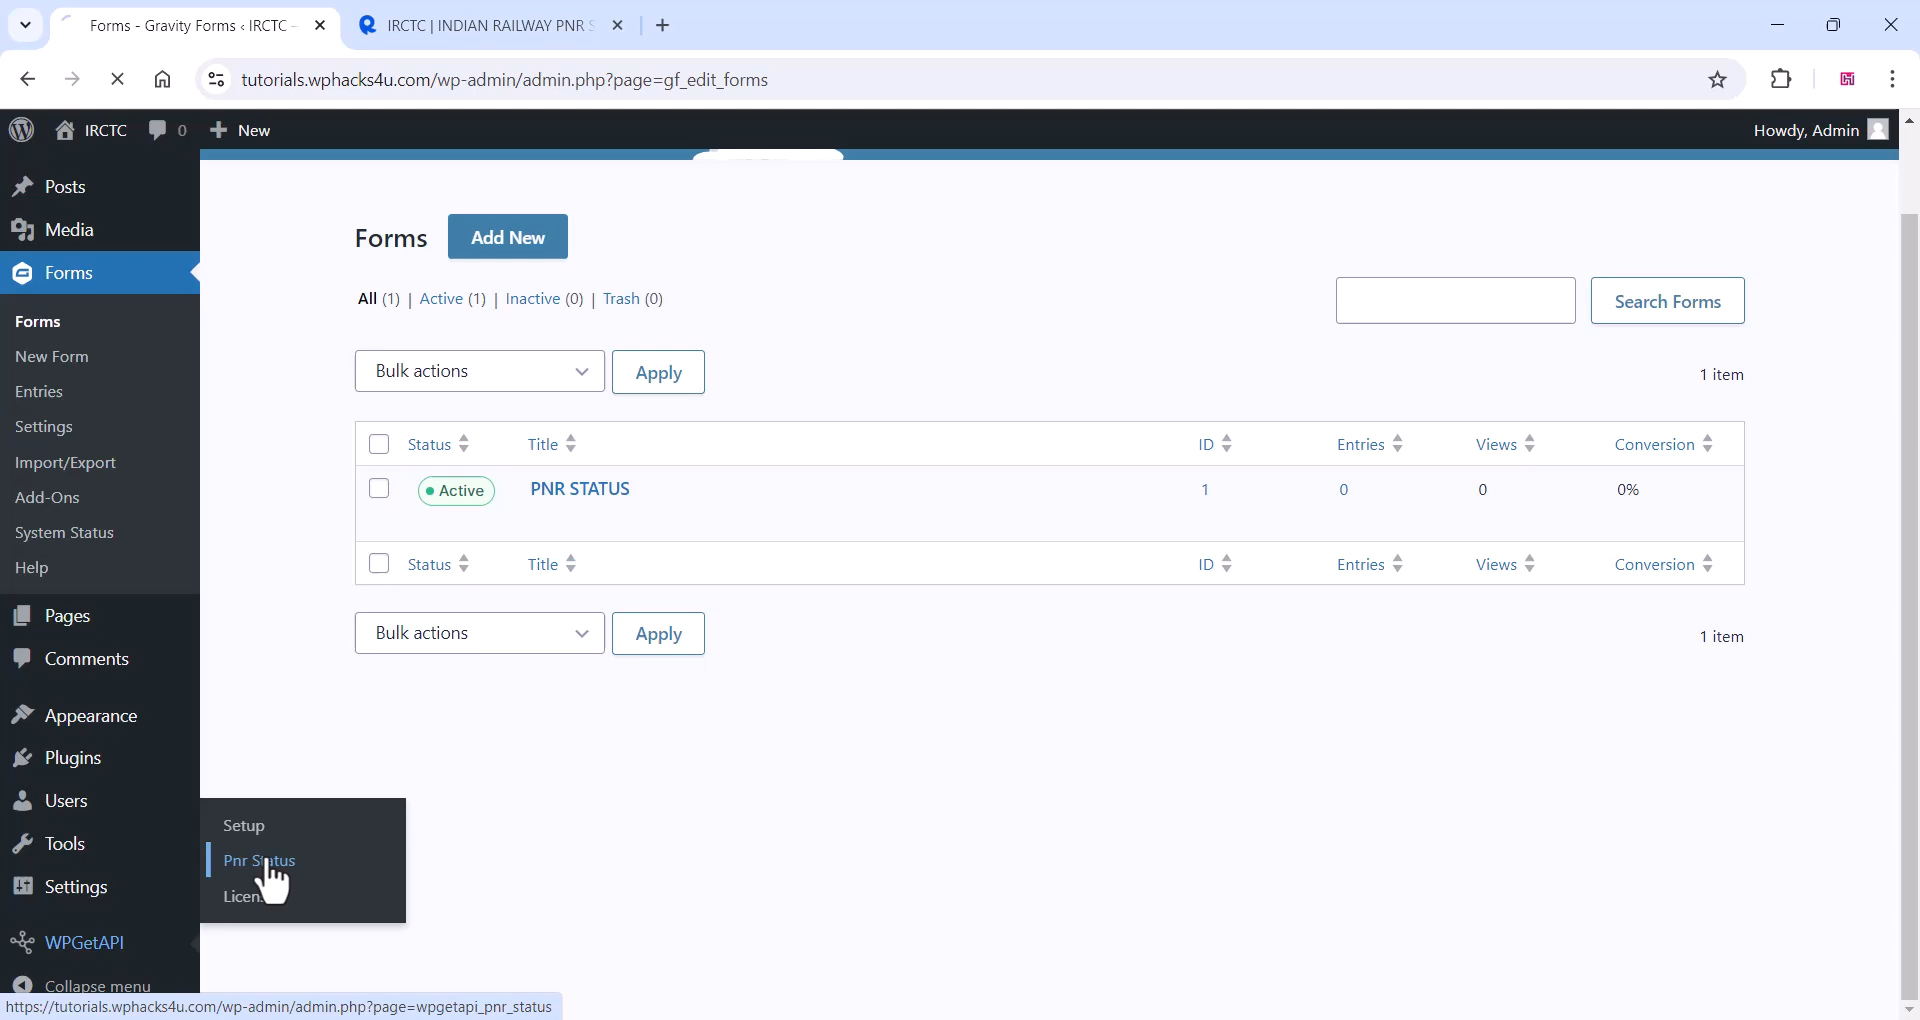 Forms - Gravity Forms ‹ IRCTC –
IRCTC | INDIAN RAILWAY PNR S
tutorials.wphacks4u.com/wp-admin/admin.php?page=gf_edit_forms
IRCTC 0 New
Howdy, Admin
Posts
Media
Forms
Forms
New Form
Entries
Settings
Import/Export
Add-Ons
System Status
Help
Pages
Comments
Appearance
Plugins
Users
Tools
Settings
WPGetAPI
Collapse menu
Setup
Pnr Status
Forms Add New
All (1) | Active (1) | Inactive (0) | Trash (0)
Search Forms
Bulk actions Apply
1 item
Status Title ID Entries Views Conversion
Active PNR STATUS 1 0 0 0%
Status Title ID Entries Views Conversion
Bulk actions Apply
1 item
https://tutorials.wphacks4u.com/wp-admin/admin.php?page=wpgetapi_pnr_status